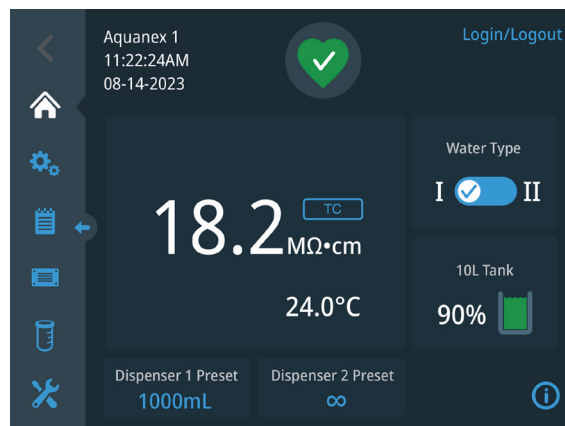 Aquanex 1
11:22:24AM
08-14-2023
Login/Logout
18.2 MΩ•cm
TC
24.0°C
Water Type
I II
10L Tank
90%
Dispenser 1 Preset
1000mL
Dispenser 2 Preset
∞